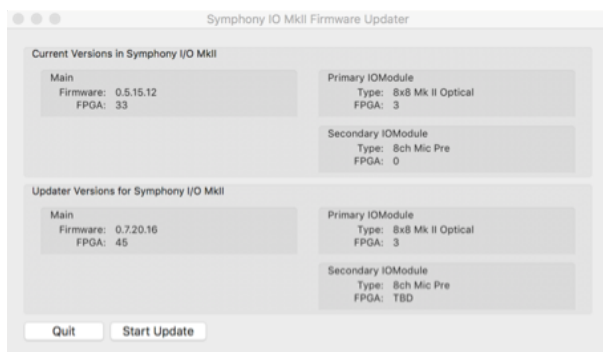 Symphony IO MkII Firmware Updater
Current Versions in Symphony I/O MkII
Main
Firmware: 0.5.15.12
FPGA: 33
Primary IOModule
Type: 8x8 Mk II Optical
FPGA: 3
Secondary IOModule
Type: 8ch Mic Pre
FPGA: 0
Updater Versions for Symphony I/O MkII
Main
Firmware: 0.7.20.16
FPGA: 45
Primary IOModule
Type: 8x8 Mk II Optical
FPGA: 3
Secondary IOModule
Type: 8ch Mic Pre
FPGA: TBD
Quit
Start Update